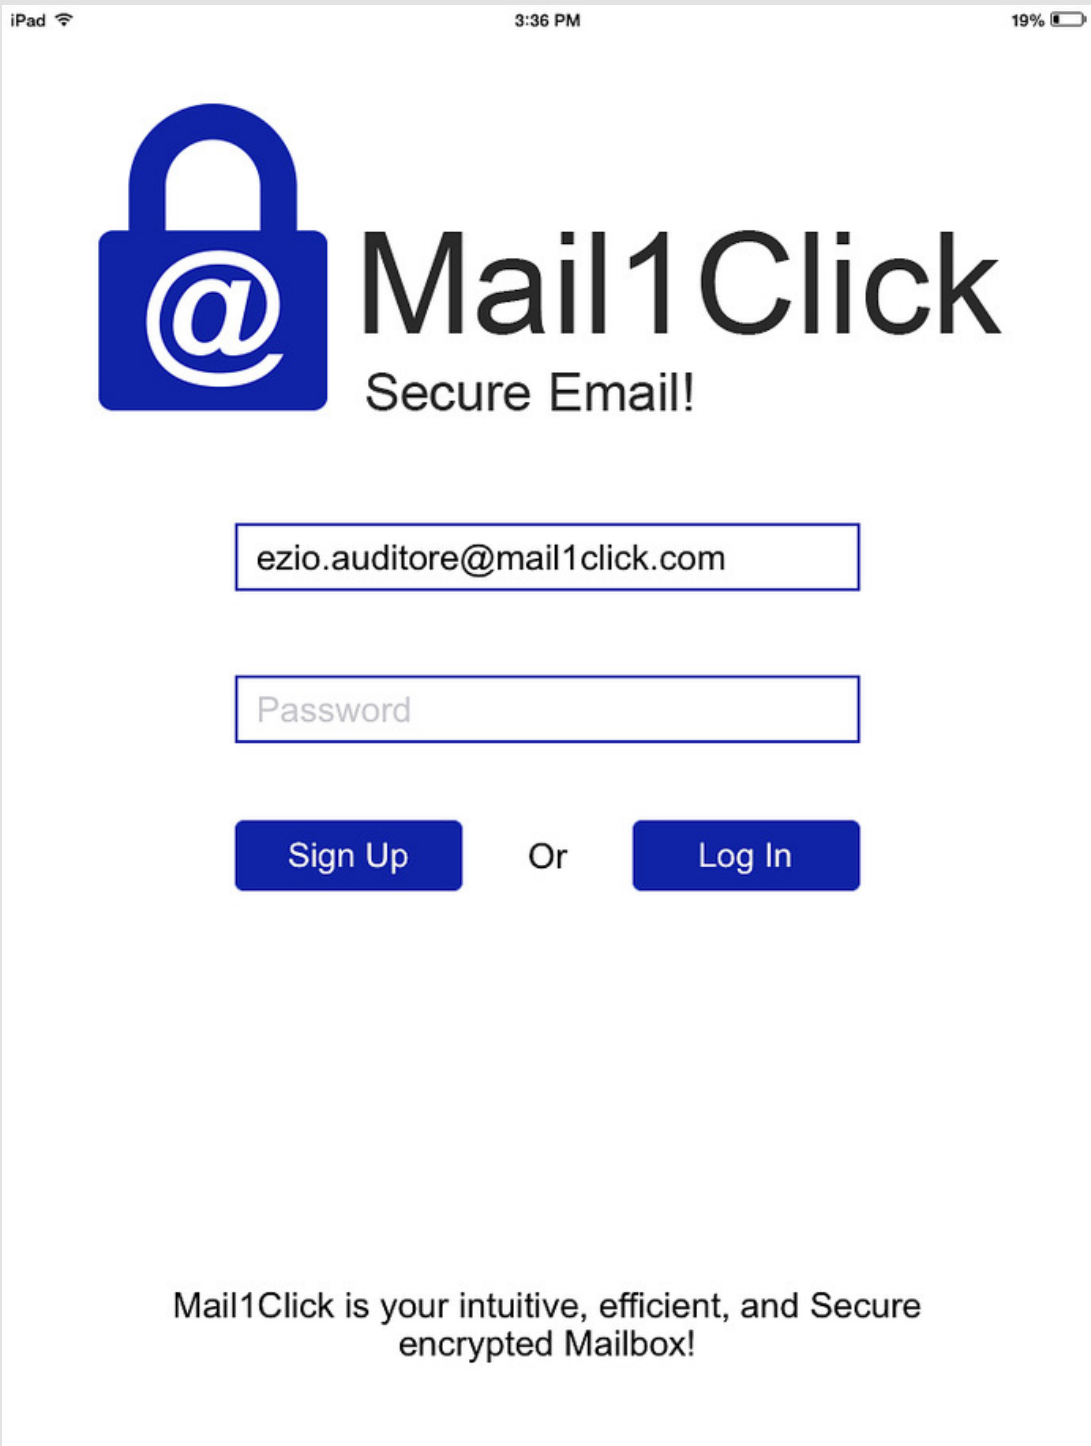 iPad 3:36 PM 19%
@
Mail1Click
Secure Email!
ezio.auditore@mail1click.com
Password
Sign Up Or Log In
Mail1Click is your intuitive, efficient, and Secure
encrypted Mailbox!